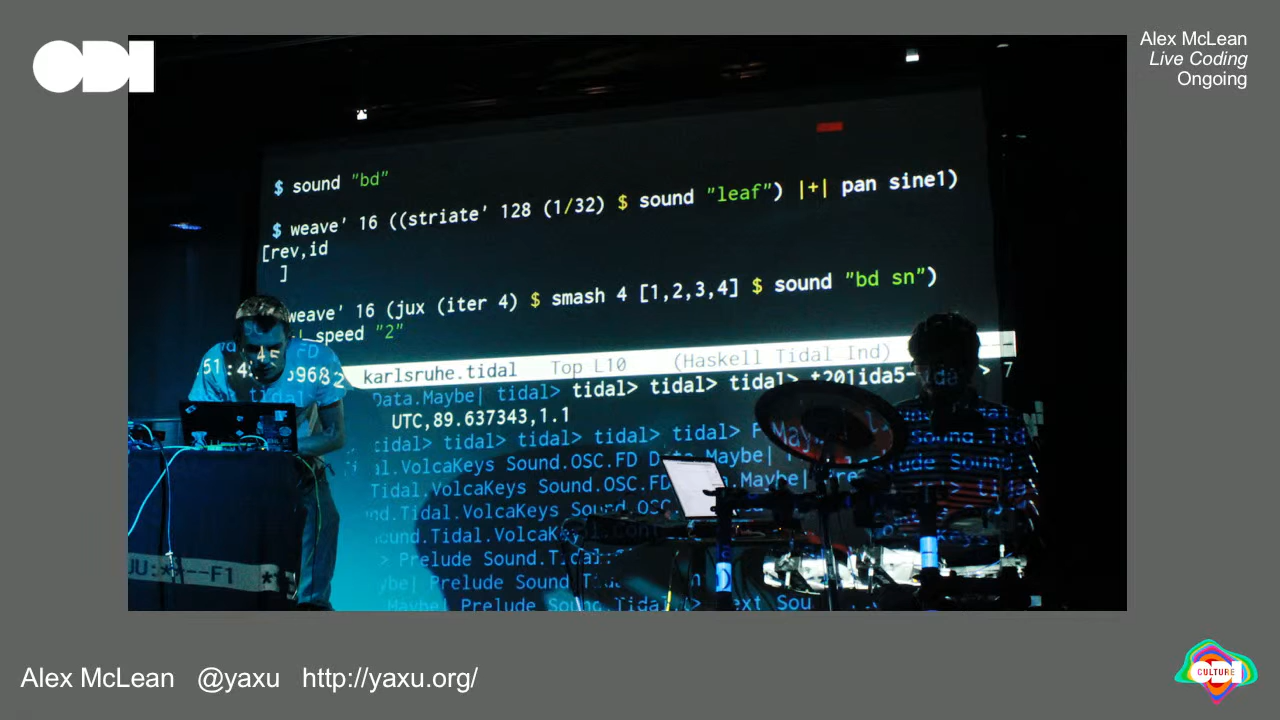 ODI
Alex McLean
Live Coding
Ongoing
$ sound "bd"
$ weave' 16 ((striate' 128 (1/32) $ sound "leaf") |+| pan sine1)
[rev,id
]
weave' 16 (jux (iter 4) $ smash 4 [1,2,3,4] $ sound "bd sn")
| speed "2"
karlsruhe.tidal Top L10 (Haskell Tidal Ind)
Data.Maybe| tidal> tidal> tidal> tidal>
UTC,89.637343,1.1
tidal> tidal> tidal> tidal> tidal>
.VolcaKeys Sound.OSC.FD Data.Maybe|
Tidal.VolcaKeys Sound.OSC.FD
.Tidal.VolcaKeys Sound.OSC
.Tidal.VolcaKeys
> Prelude Sound.Tidal
| Prelude Sound
Maybe| Prelude Sound.Tidal
--F1
Alex McLean @yaxu http://yaxu.org/
CULTURE